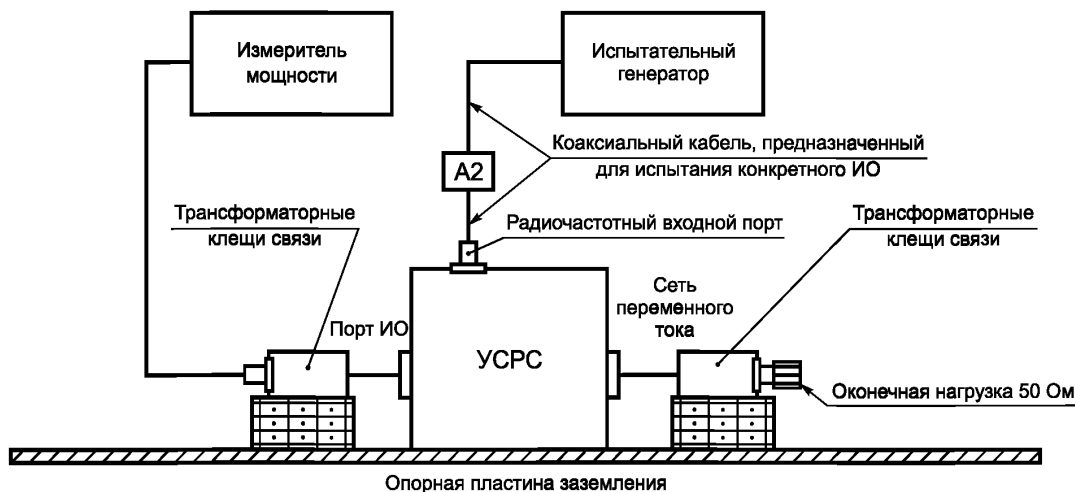 Измеритель
мощности
Испытательный
генератор
Коаксиальный кабель, предназначенный
для испытания конкретного ИО
А2
Трансформаторные
клещи связи
Радиочастотный входной порт
Трансформаторные
клещи связи
Сеть
переменного
тока
Порт ИО
УСРС
Оконечная нагрузка 50 Ом
Опорная пластина заземления